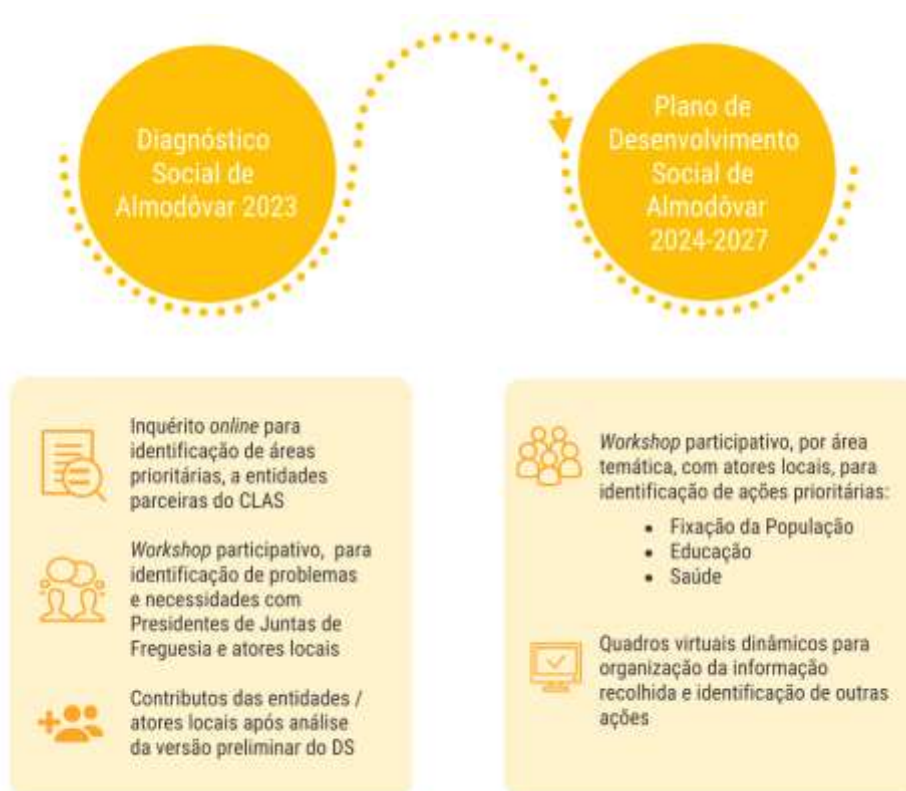 Diagnóstico
Social de
Almodôvar 2023
Plano de
Desenvolvimento
Social de
Almodôvar
2024-2027
Inquérito online para
identificação de áreas
prioritárias, a entidades
parceiras do CLAS
Workshop participativo, para
identificação de problemas
e necessidades com
Presidentes de Juntas de
Freguesia e atores locais
Contributos das entidades /
atores locais após análise
da versão preliminar do DS
Workshop participativo, por área
temática, com atores locais, para
identificação de ações prioritárias:
• Fixação da População
• Educação
• Saúde
Quadros virtuais dinâmicos para
organização da informação
recolhida e identificação de outras
ações